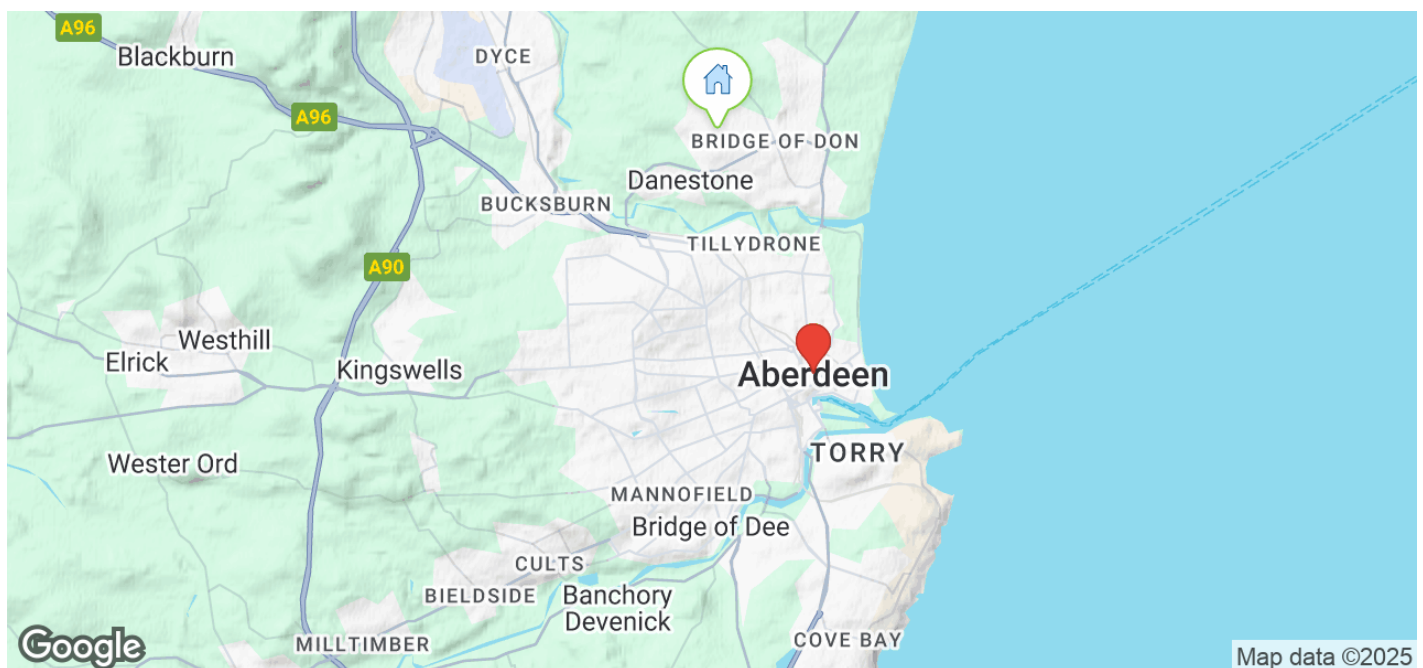 A96
Blackburn
DYCE
A96
BRIDGE OF DON
Danestone
BUCKSBURN
TILLYDRONE
A90
Westhill
Elrick
Kingswells
Aberdeen
TORRY
Wester Ord
MANNOFIELD
Bridge of Dee
CULTS
BIELDSIDE
Banchory
Devenick
MILLTIMBER
COVE BAY
Google
Map data ©2025